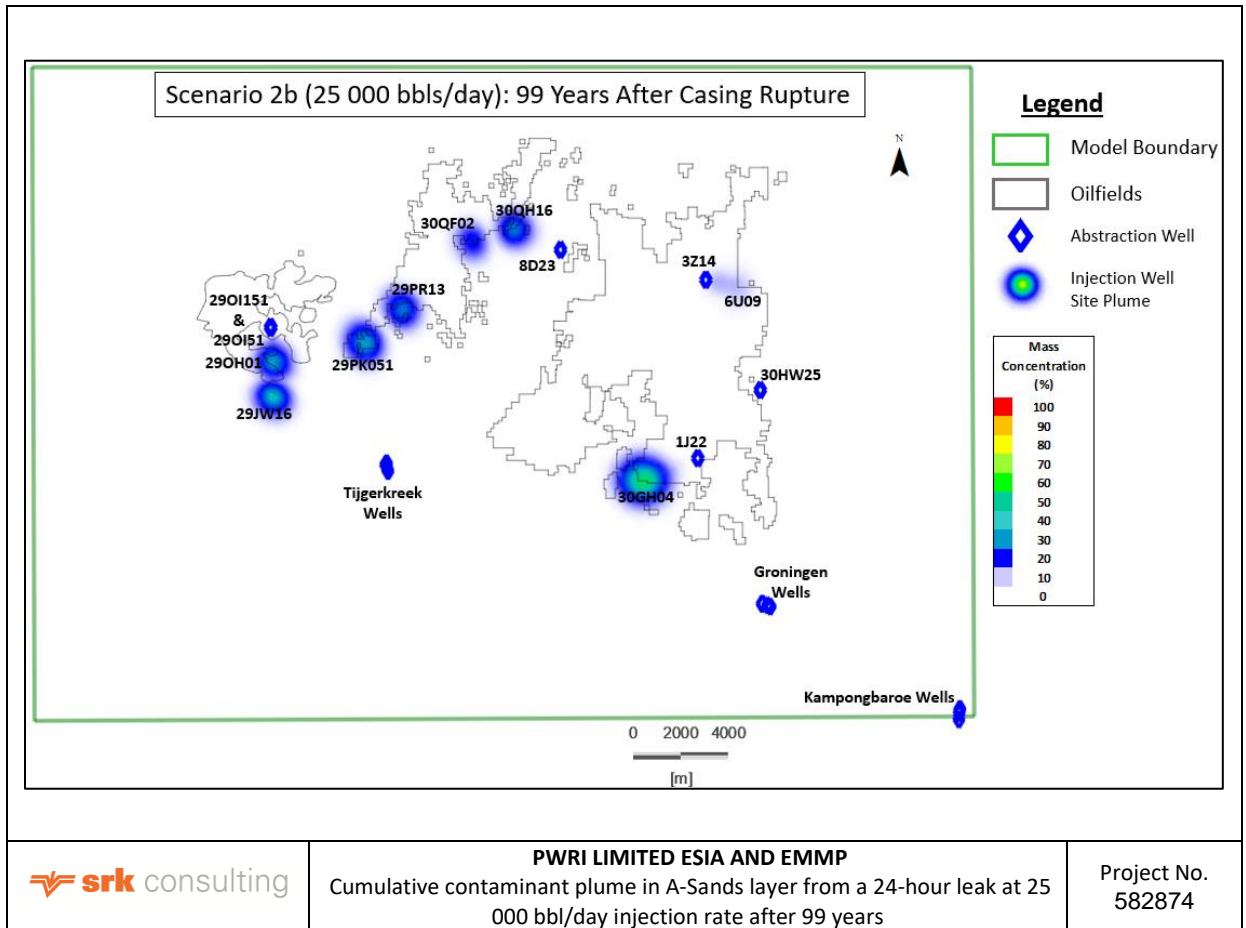 Scenario 2b (25 000 bbls/day): 99 Years After Casing Rupture
Legend
Model Boundary
Oilfields
Abstraction Well
Injection Well
Site Plume
Mass
Concentration
(%)
100
90
80
70
60
50
40
30
20
10
0
N
30QH16
30QF02
8D23
3Z14
6U09
29OI151
&
29OI51
29PR13
29OH01
29PK051
29JW16
30HW25
1J22
30GH04
Tijgerkreek
Wells
Groningen
Wells
Kampongbaroe Wells
0 2000 4000
[m]
srk consulting
PWRI LIMITED ESIA AND EMMP
Cumulative contaminant plume in A-Sands layer from a 24-hour leak at 25
000 bbl/day injection rate after 99 years
Project No.
582874